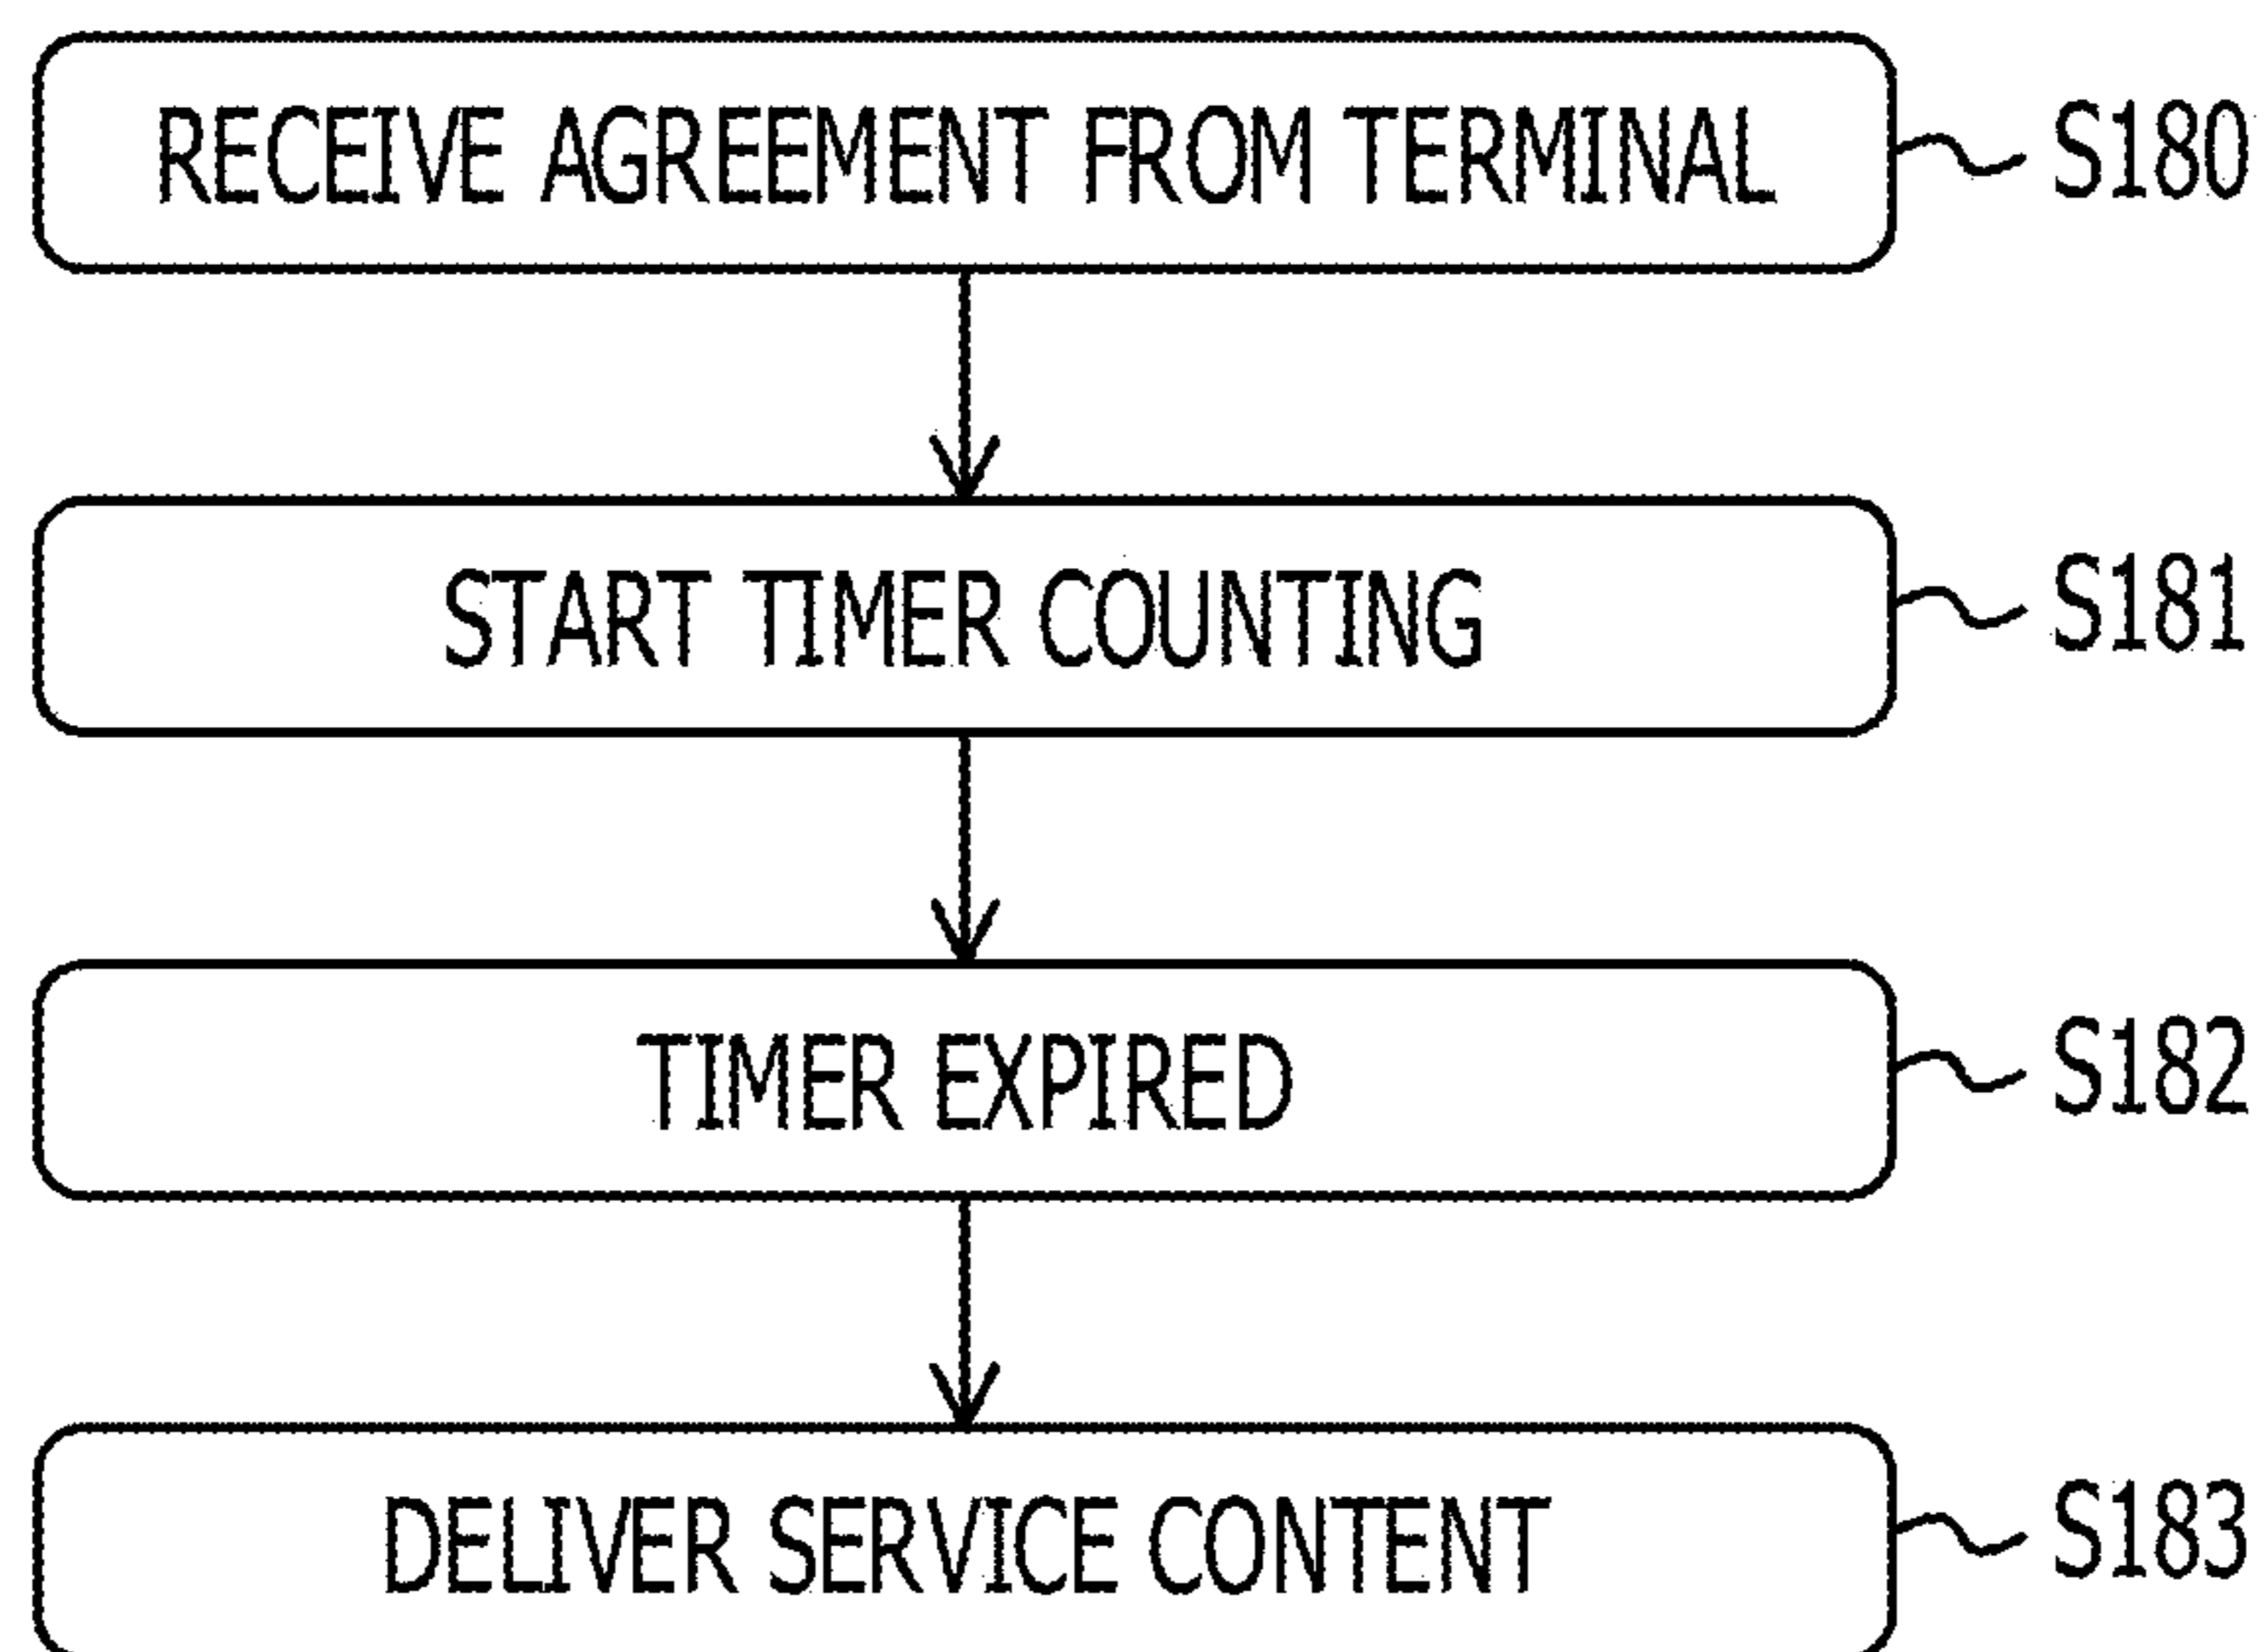 RECEIVE AGREEMENT FROM TERMINAL S180
START TIMER COUNTING S181
TIMER EXPIRED S182
DELIVER SERVICE CONTENT S183